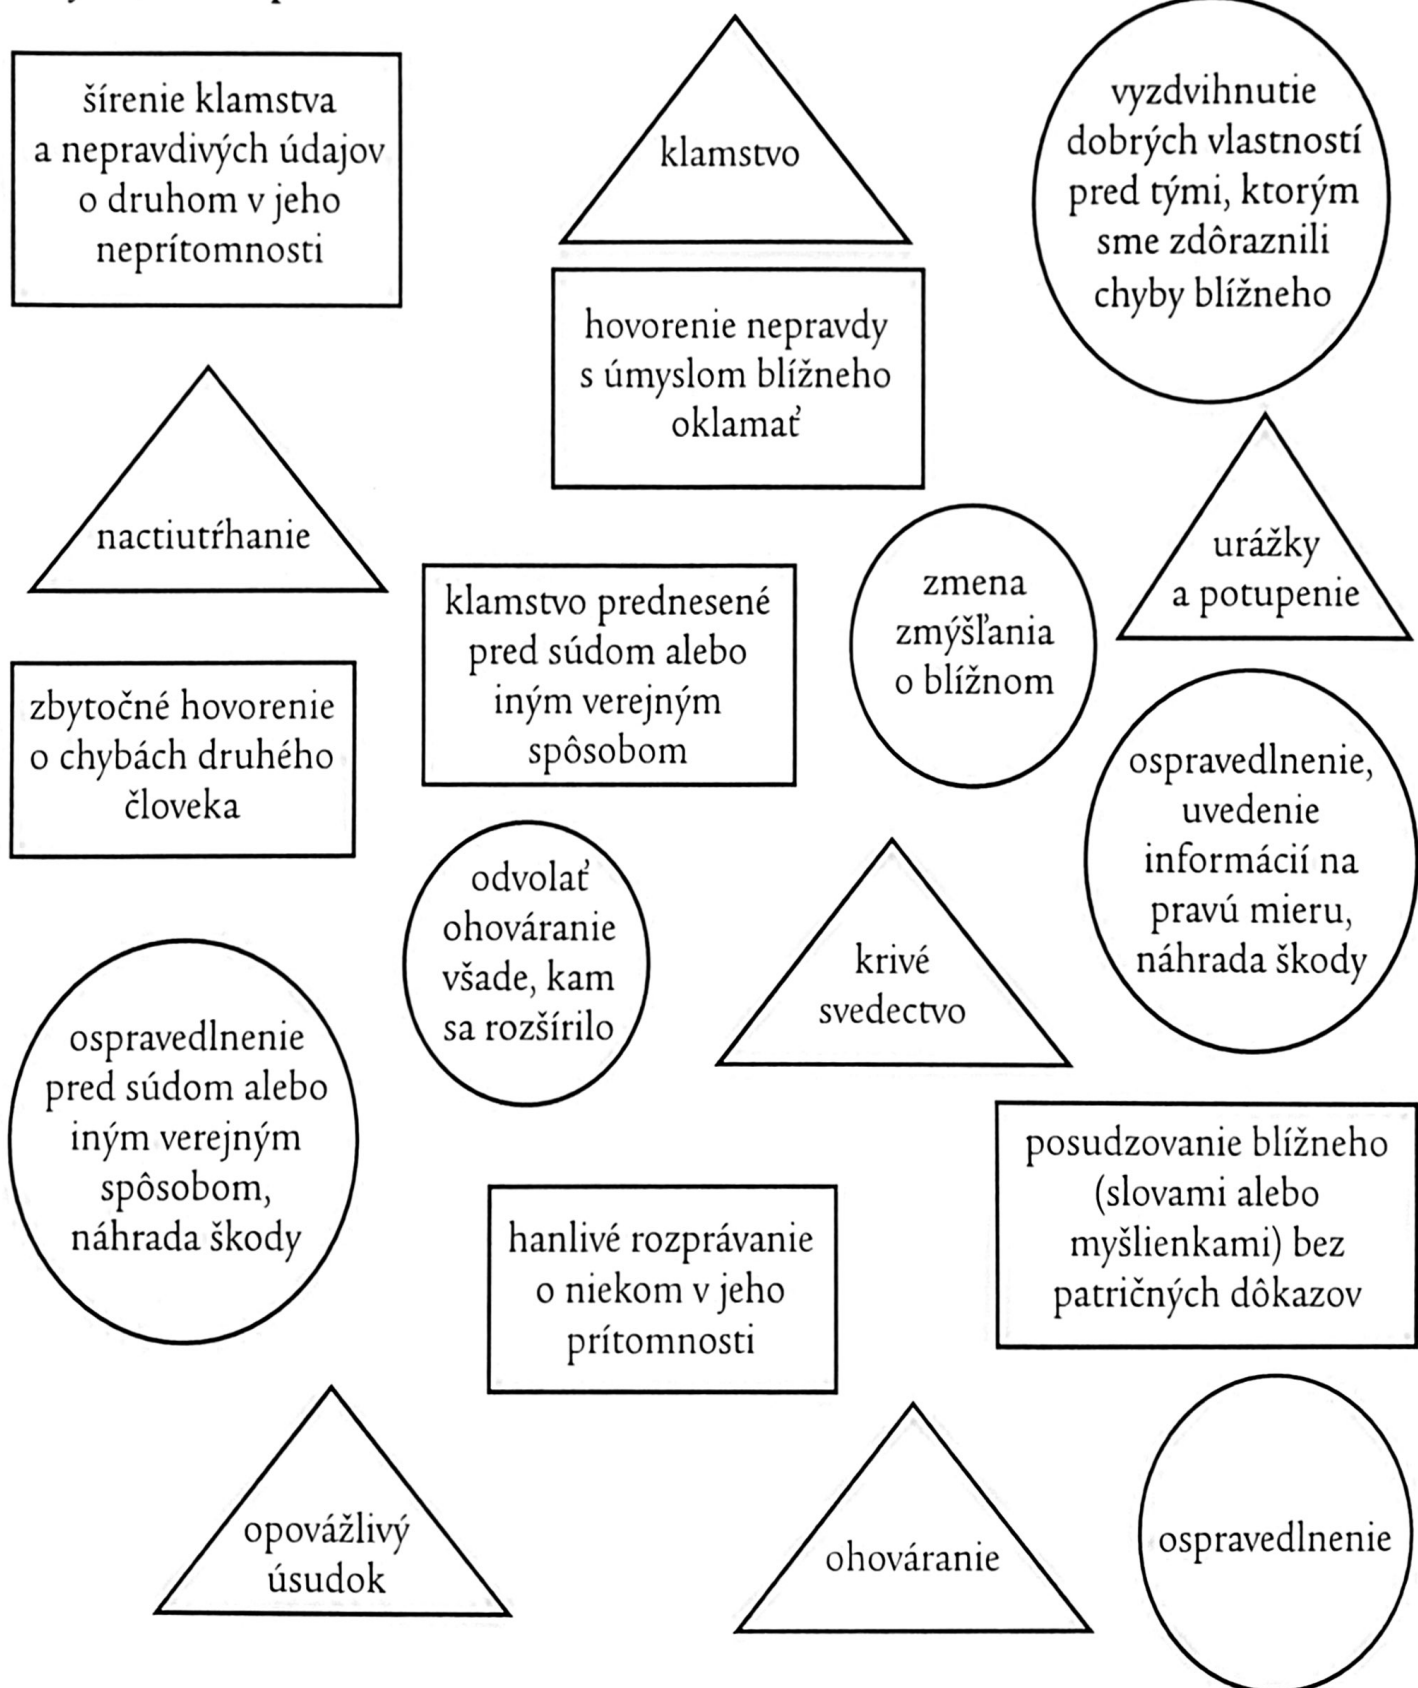 šírenie klamstva
a nepravdivých údajov
o druhom v jeho
neprítomnosti
klamstvo
vyzdvihnutie
dobrých vlastností
pred tými, ktorým
sme zdôraznili
chyby blížneho
hovorenie nepravdy
s úmyslom blížneho
oklamať
nactiutŕhanie
urážky
a potupenie
klamstvo prednesené
pred súdom alebo
iným verejným
spôsobom
zmena
zmýšľania
o blížnom
zbytočné hovorenie
o chybách druhého
človeka
ospravedlnenie,
uvedenie
informácií na
pravú mieru,
náhrada škody
odvolať
ohováranie
všade, kam
sa rozšírilo
krivé
svedectvo
ospravedlnenie
pred súdom alebo
iným verejným
spôsobom,
náhrada škody
posudzovanie blížneho
(slovami alebo
myšlienkami) bez
patričných dôkazov
hanlivé rozprávanie
o niekom v jeho
prítomnosti
opovážlivý
úsudok
ohováranie
ospravedlnenie